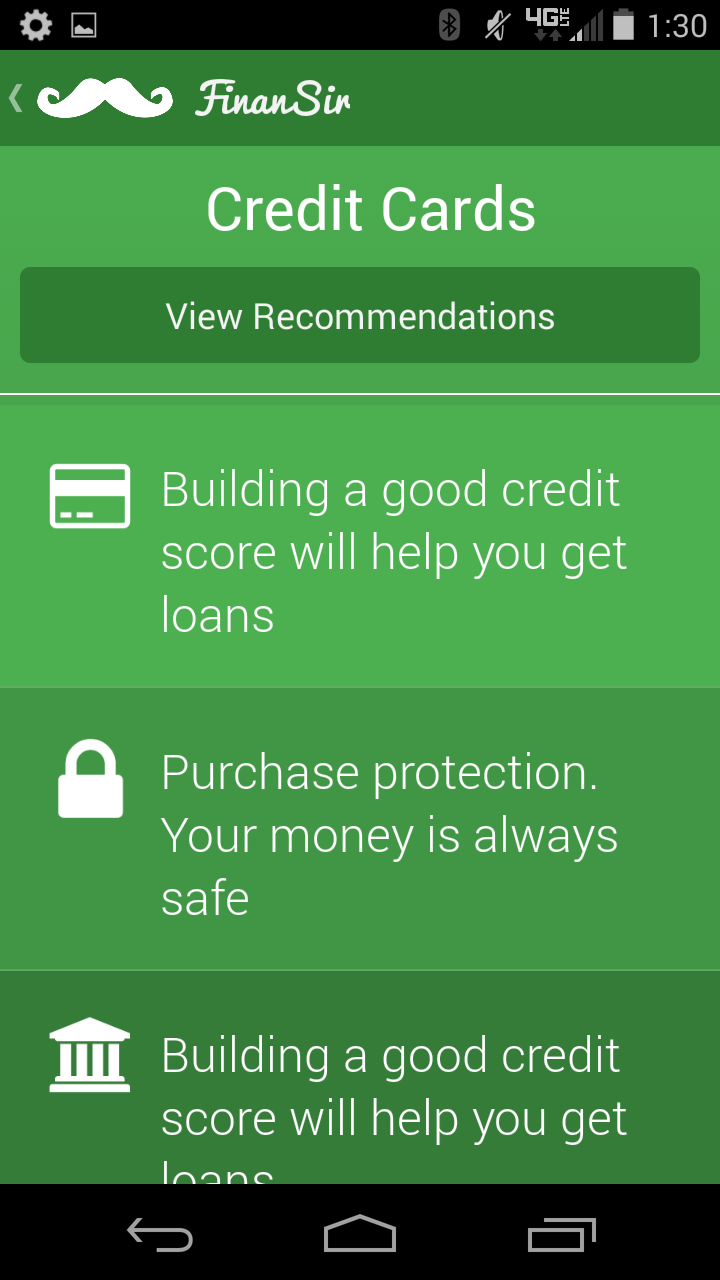 4G LTE 1:30
FinanSir
Credit Cards
View Recommendations
Building a good credit
score will help you get
loans
Purchase protection.
Your money is always
safe
Building a good credit
score will help you get
loans